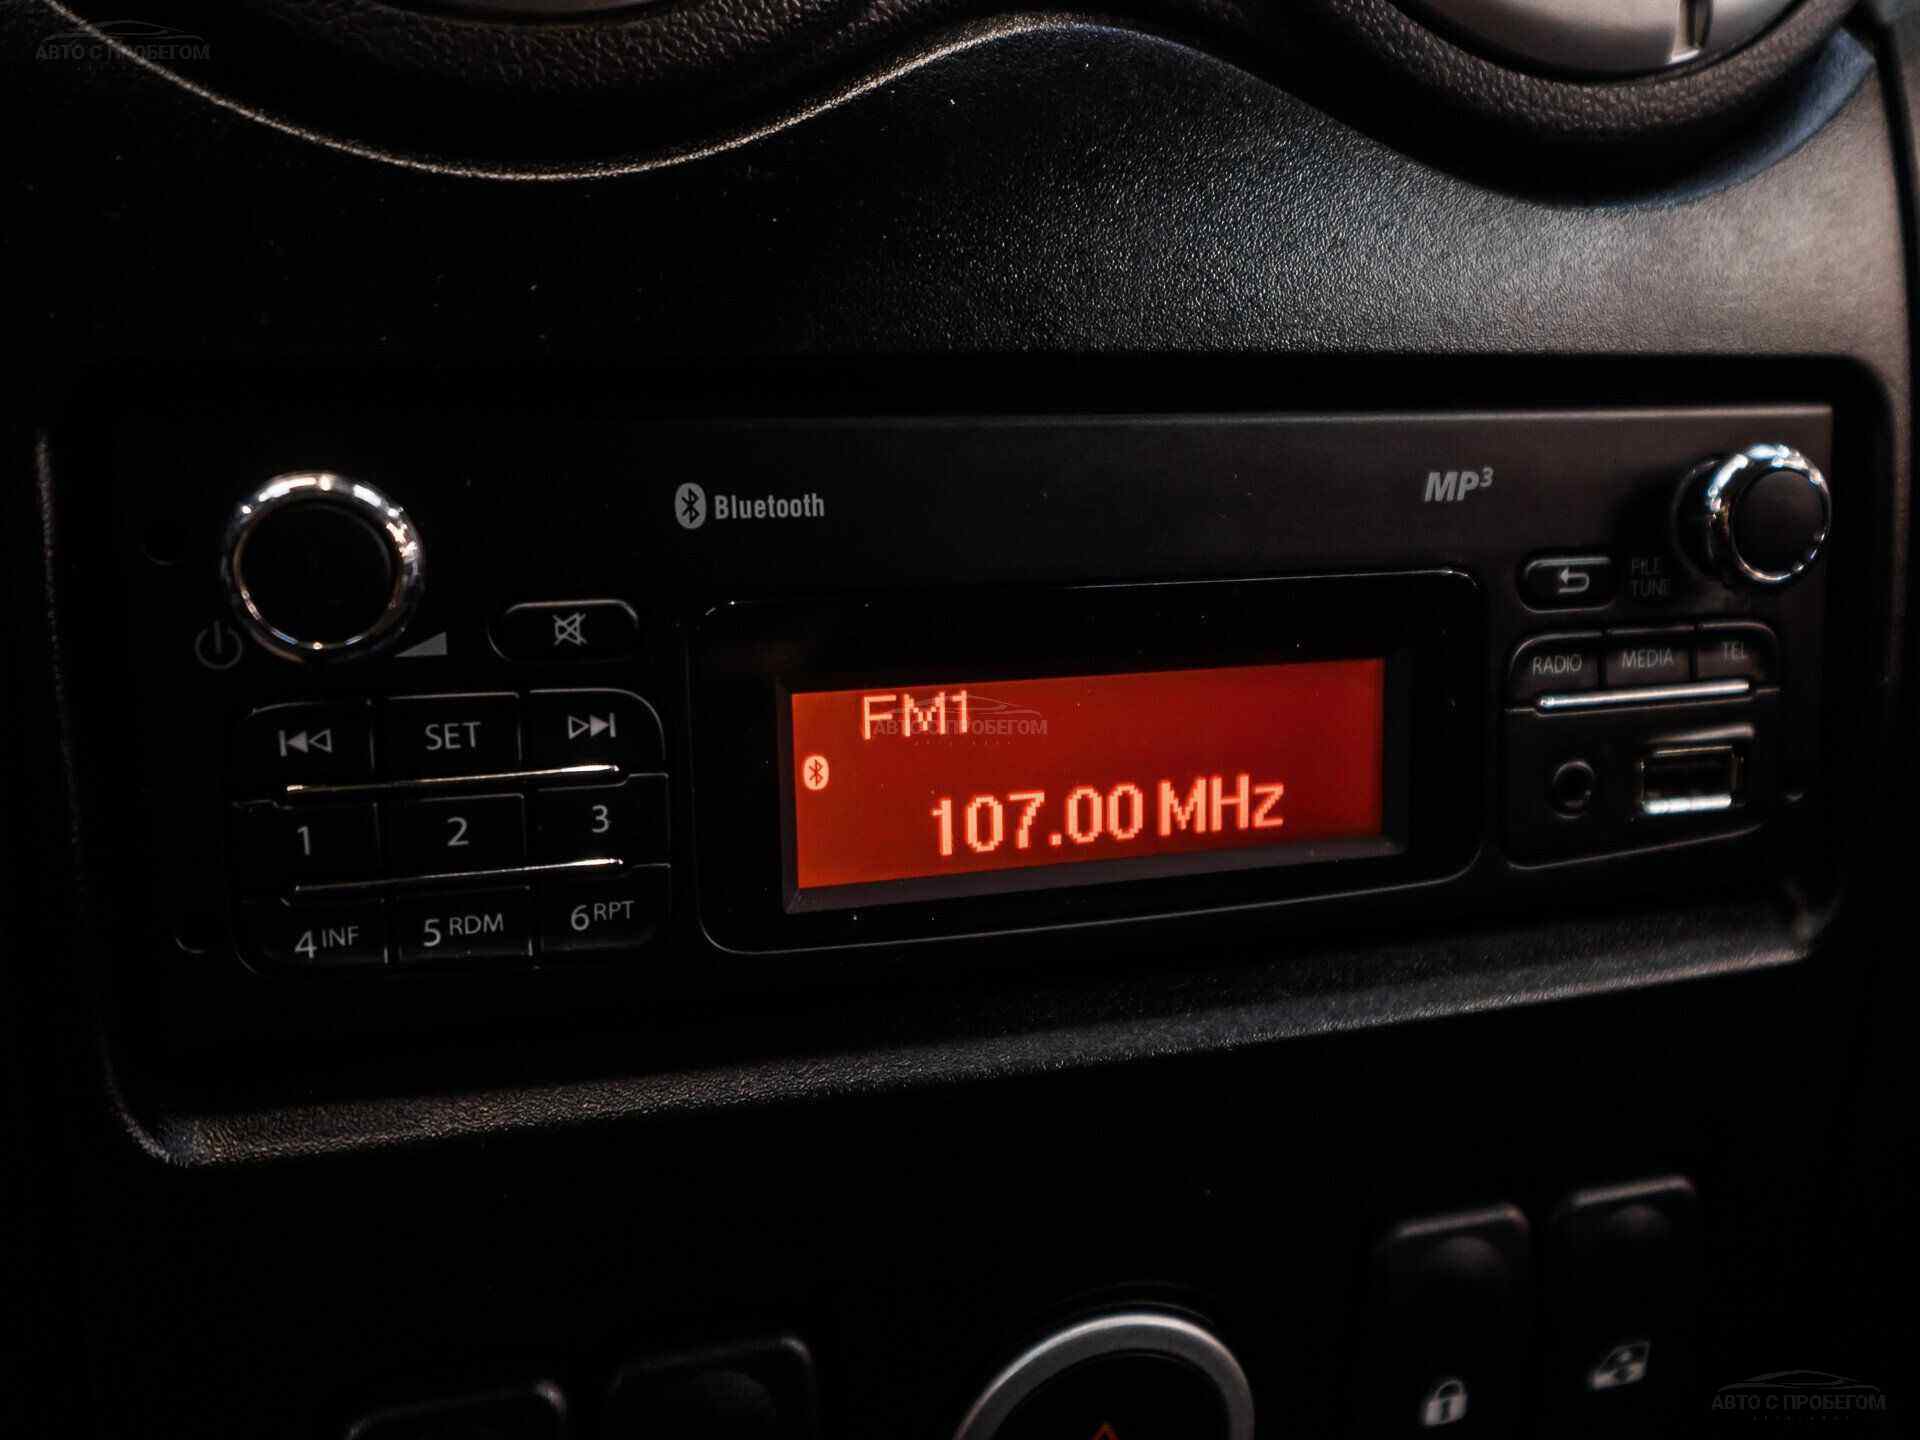 АВТО С ПРОБЕГОМ
Bluetooth
MP3
FILE
TUNE
RADIO MEDIA TEL
SET
FM1
АВТО С ПРОБЕГОМ
107.00 MHz
1 2 3
4 INF 5 RDM 6 RPT
АВТО С ПРОБЕГОМ